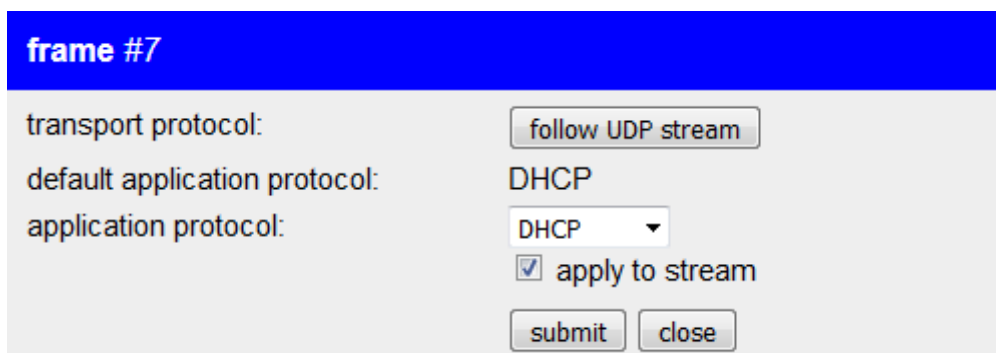 frame #7
transport protocol: follow UDP stream
default application protocol: DHCP
application protocol: DHCP
apply to stream
submit close